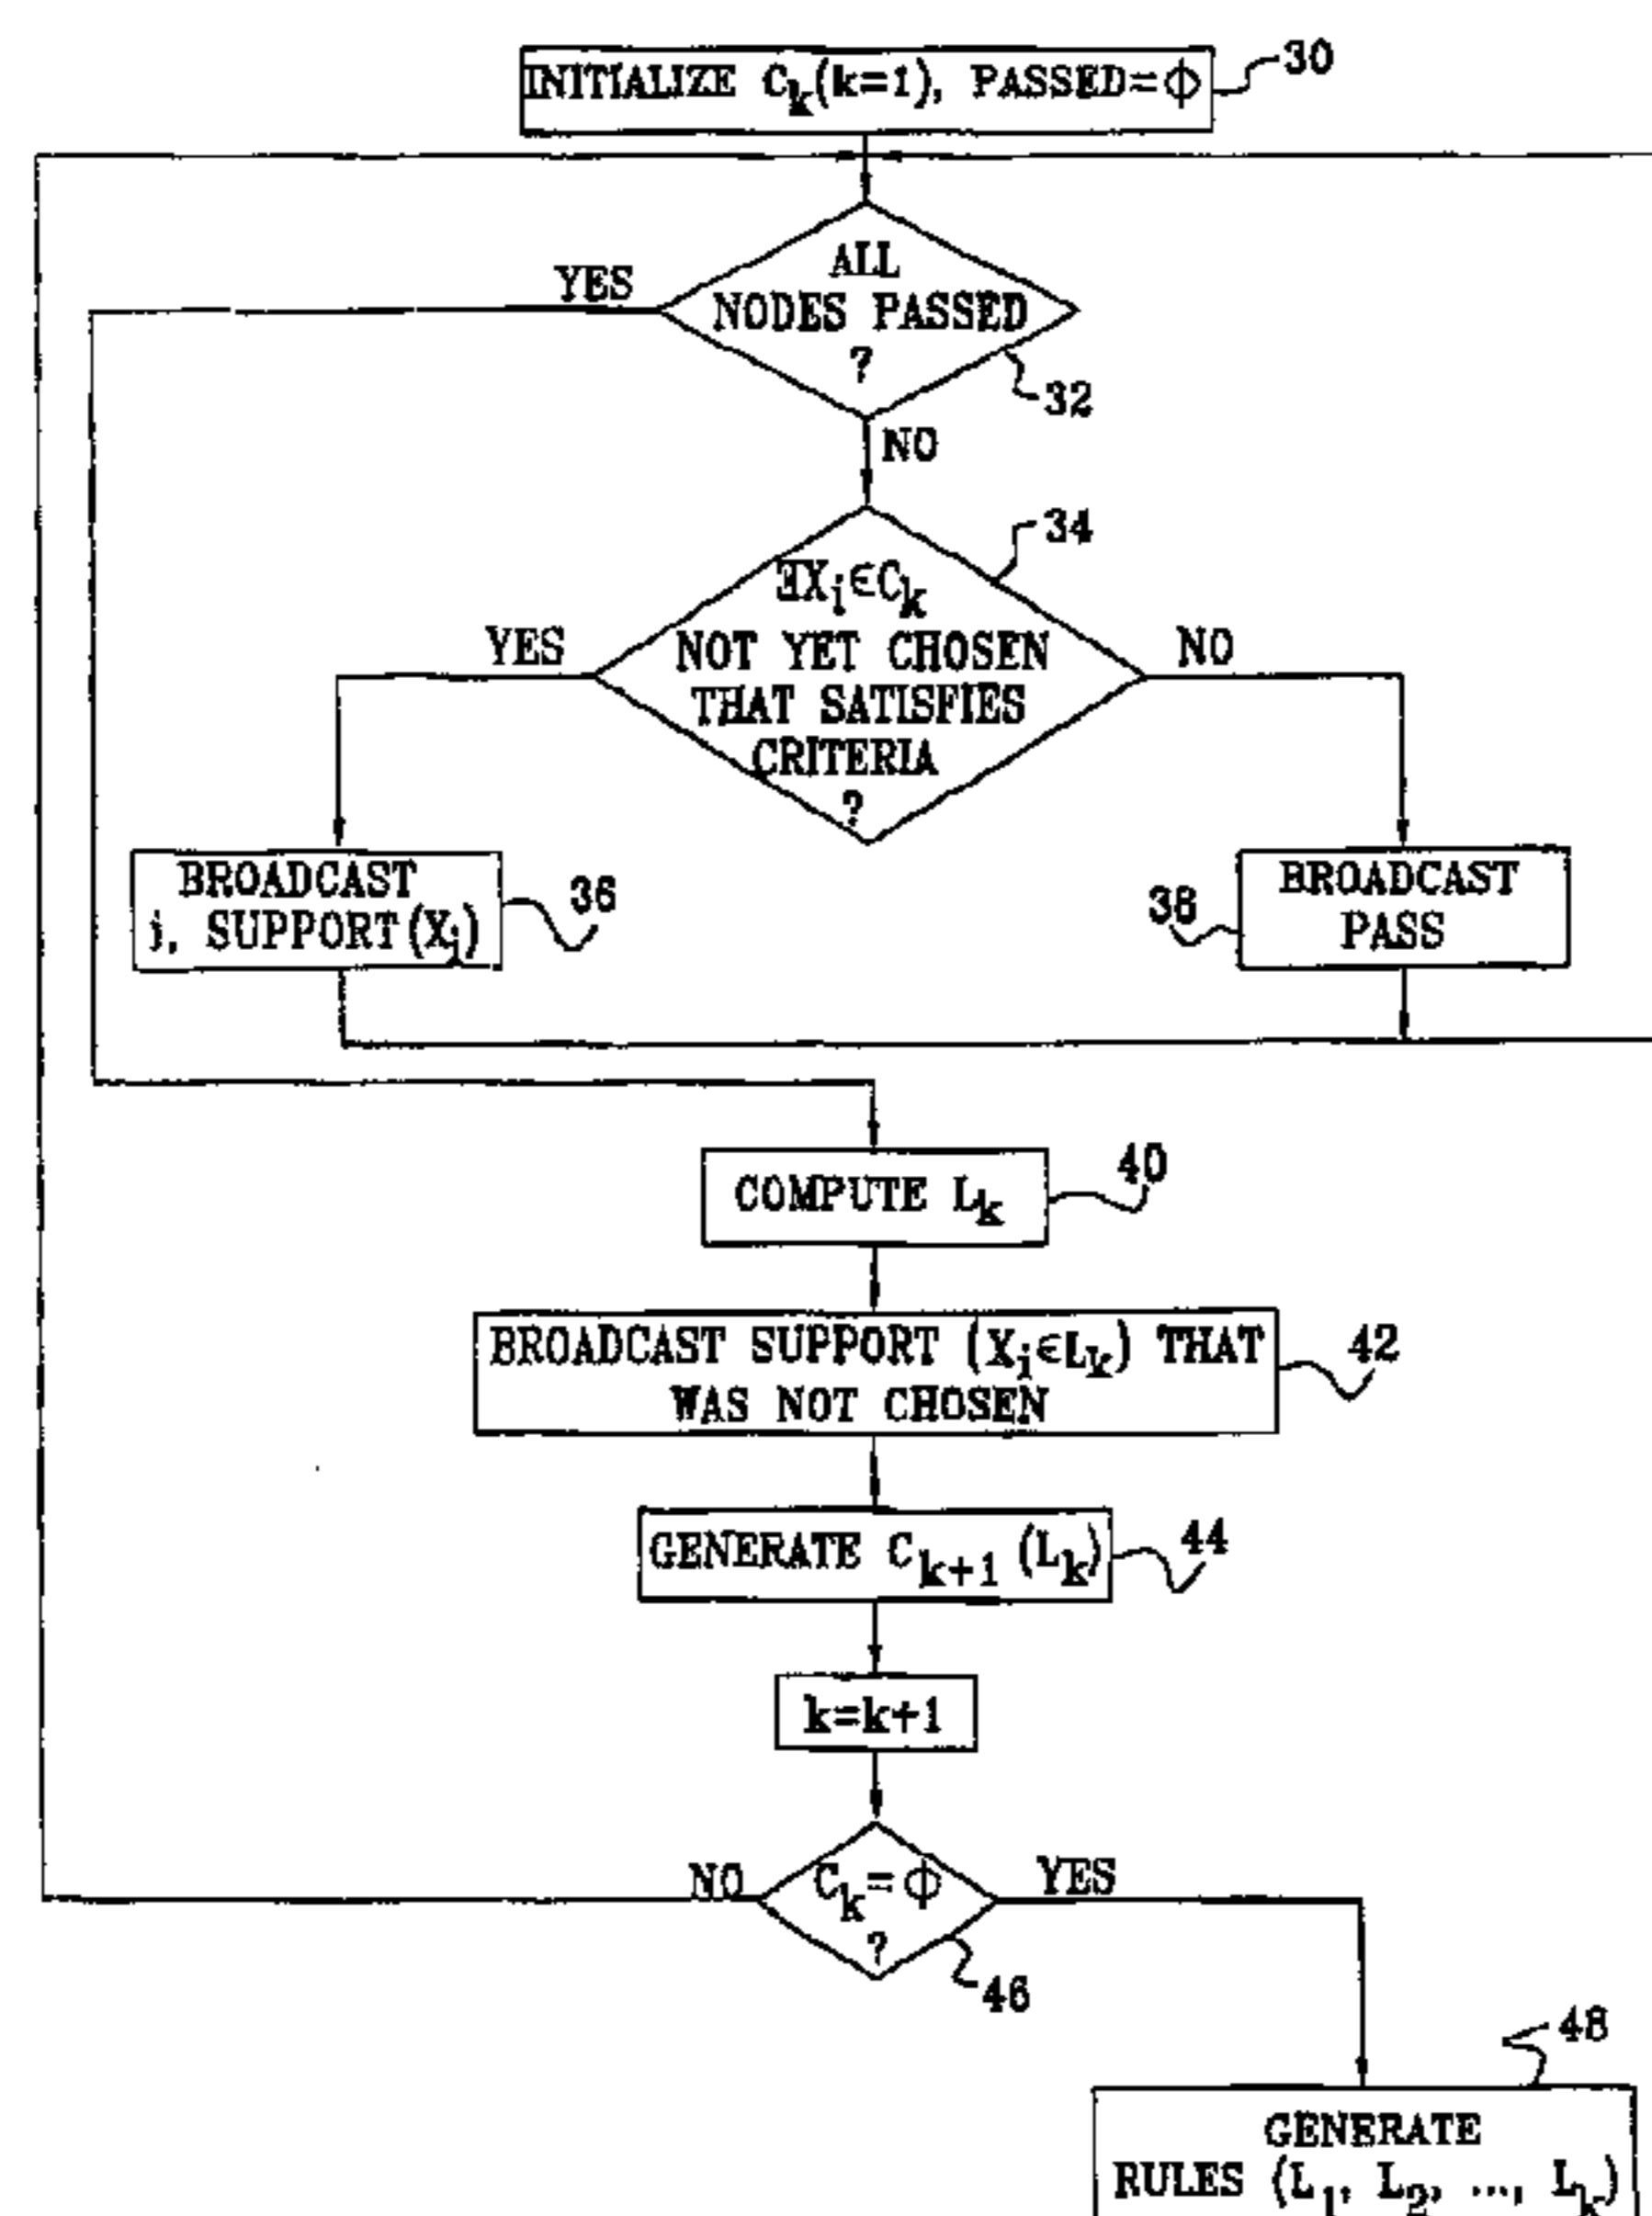 INITIALIZE Ck(k=1), PASSED=Φ
30
ALL
NODES PASSED
?
YES
32
NO
34
∃Xi∈Ck
NOT YET CHOSEN
THAT SATISFIES
CRITERIA
?
YES
NO
BROADCAST
i, SUPPORT(Xi)
36
38
BROADCAST
PASS
COMPUTE Lk
40
BROADCAST SUPPORT (Xi∈Lk) THAT
WAS NOT CHOSEN
42
GENERATE Ck+1 (Lk)
44
k=k+1
NO
Ck=Φ
?
YES
46
48
GENERATE
RULES (L1, L2, ..., Lk)